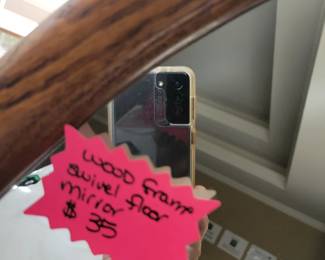 wood frame
swivel floor
mirror
$ 35